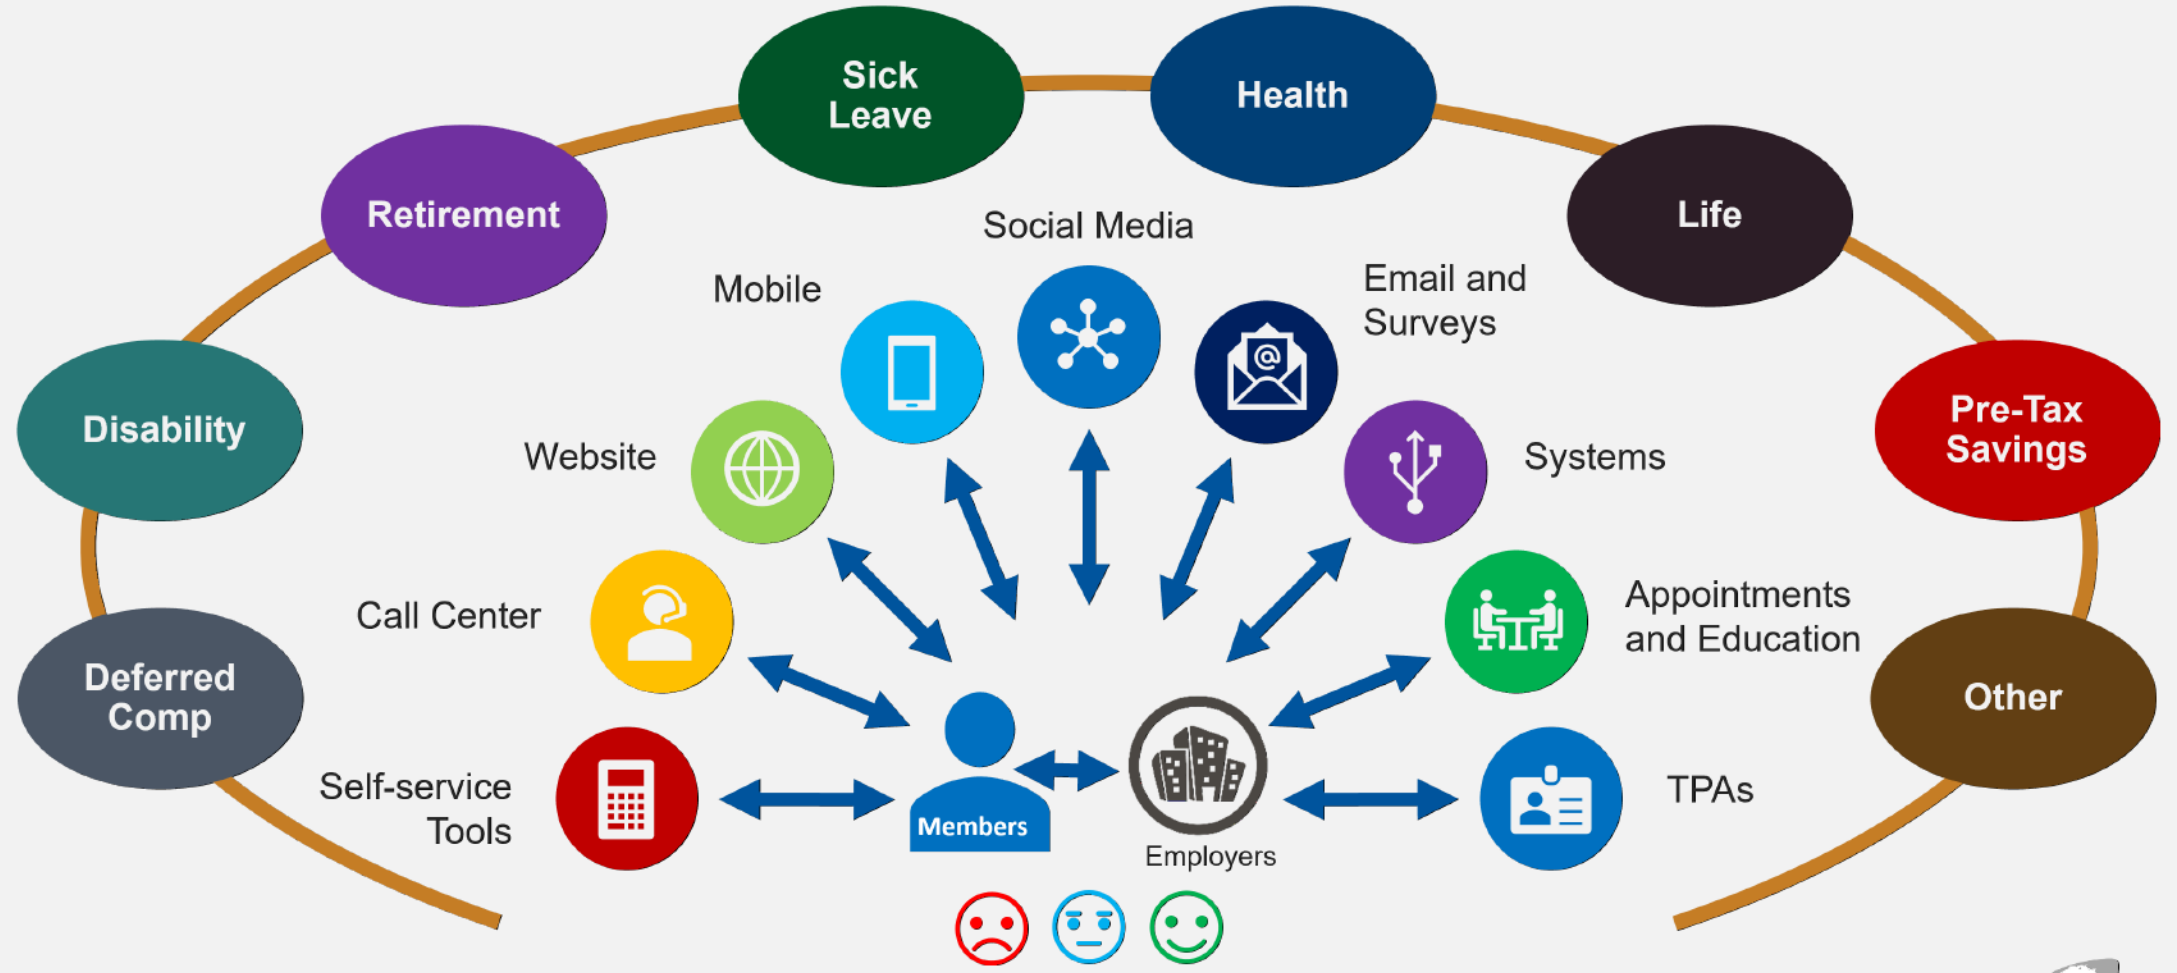 Sick
Leave
Health
Retirement
Life
Social Media
Mobile
Email and
Surveys
@
Disability
Pre-Tax
Savings
Website
Systems
Call Center
Appointments
and Education
Deferred
Comp
Other
Self-service
Tools
TPAs
Members
Employers